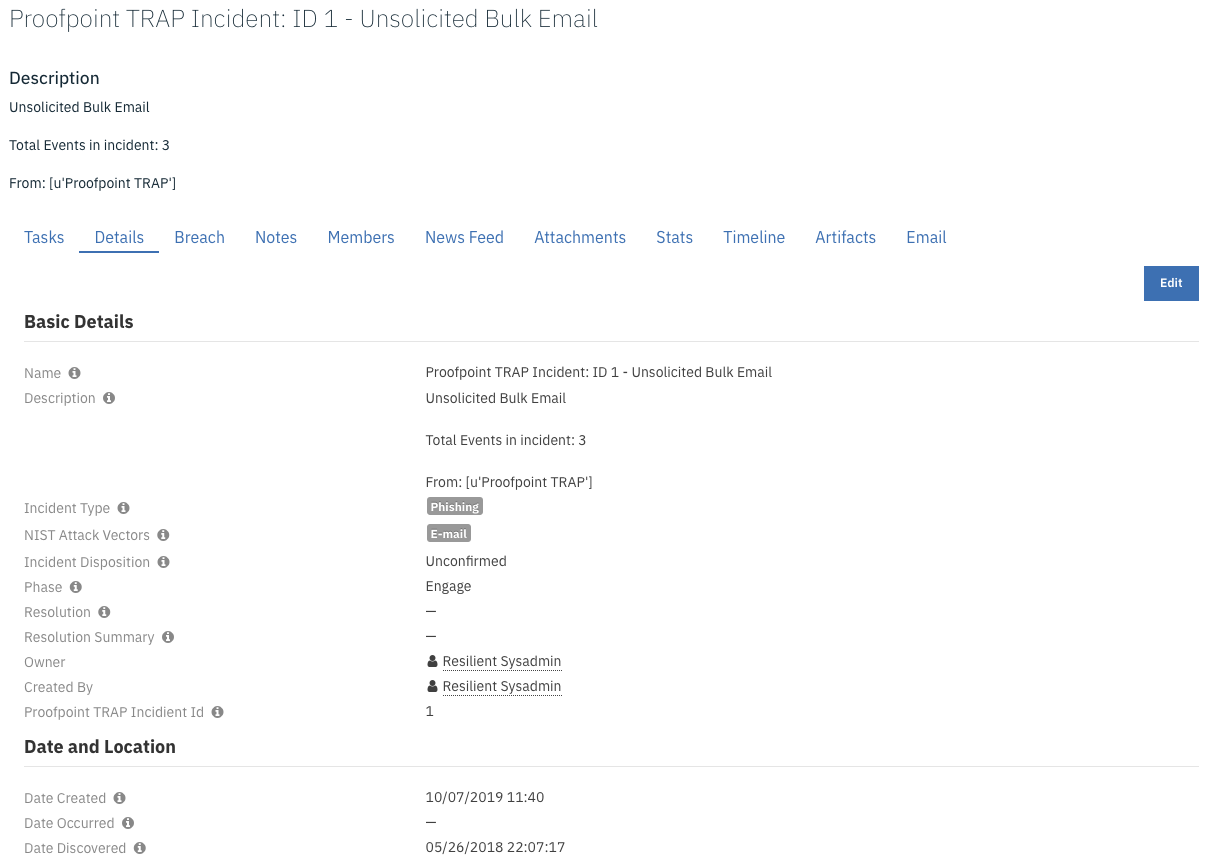 Proofpoint TRAP Incident: ID 1 - Unsolicited Bulk Email
Description
Unsolicited Bulk Email
Total Events in incident: 3
From: [u'Proofpoint TRAP']
Tasks Details Breach Notes Members News Feed Attachments Stats Timeline Artifacts Email
Edit
Basic Details
Name Proofpoint TRAP Incident: ID 1 - Unsolicited Bulk Email
Description Unsolicited Bulk Email
Total Events in incident: 3
From: [u'Proofpoint TRAP']
Incident Type Phishing
NIST Attack Vectors E-mail
Incident Disposition Unconfirmed
Phase Engage
Resolution —
Resolution Summary —
Owner Resilient Sysadmin
Created By Resilient Sysadmin
Proofpoint TRAP Incidient Id 1
Date and Location
Date Created 10/07/2019 11:40
Date Occurred —
Date Discovered 05/26/2018 22:07:17